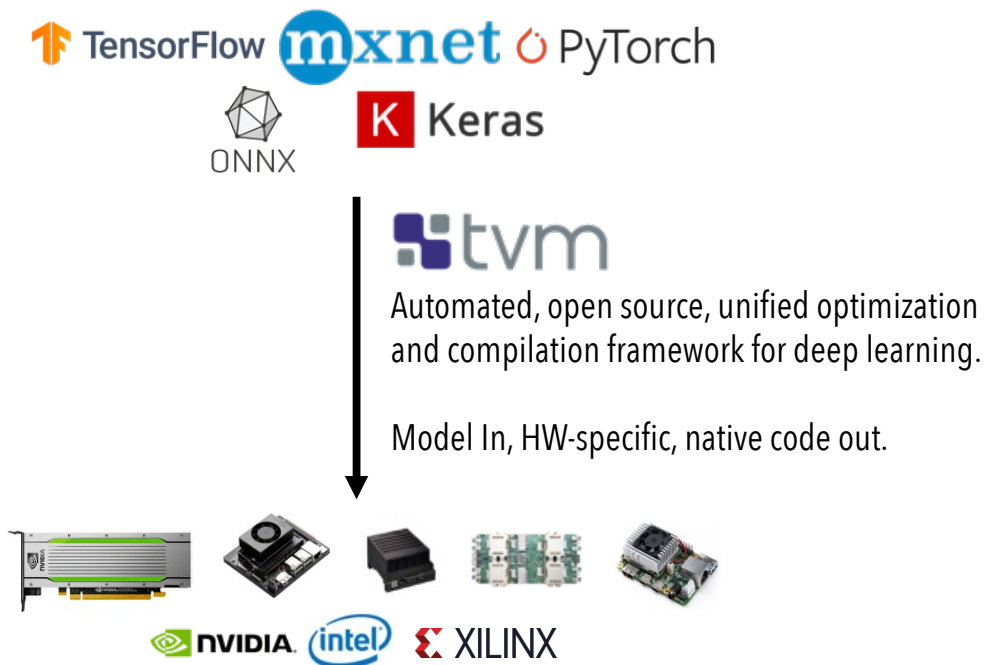 TensorFlow mxnet PyTorch
ONNX K Keras
tvm
Automated, open source, unified optimization
and compilation framework for deep learning.
Model In, HW-specific, native code out.
NVIDIA
NVIDIA. intel XILINX